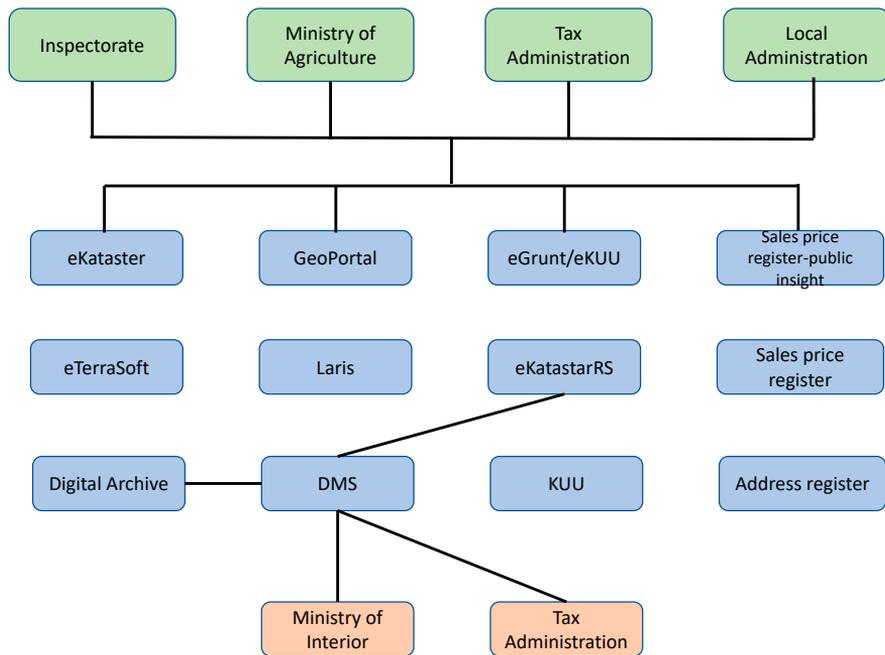 Inspectorate
Ministry of
Agriculture
Tax
Administration
Local
Administration
eKataster
GeoPortal
eGrunt/eKUU
Sales price
register-public
insight
eTerraSoft
Laris
eKatastarRS
Sales price
register
Digital Archive
DMS
KUU
Address register
Ministry of
Interior
Tax
Administration